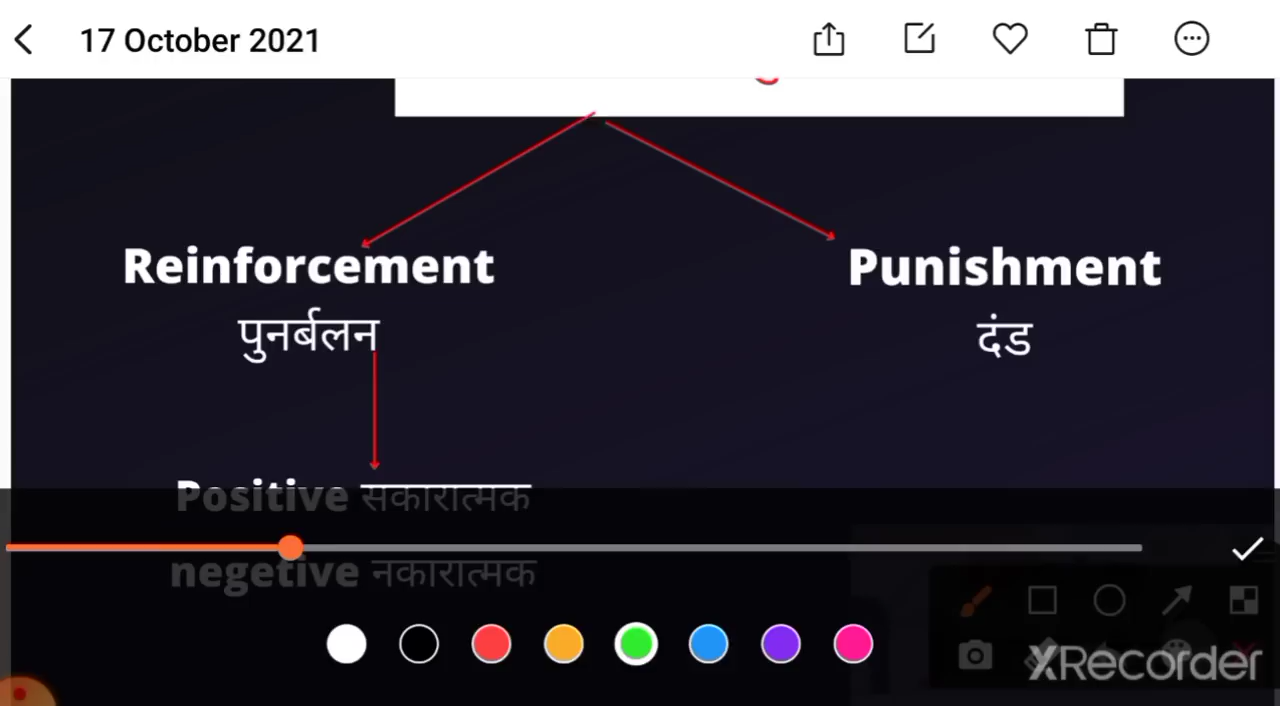 17 October 2021
Reinforcement
Punishment
पुनर्बलन
दंड
Positive सकारात्मक
negetive नकारात्मक
XRecorder